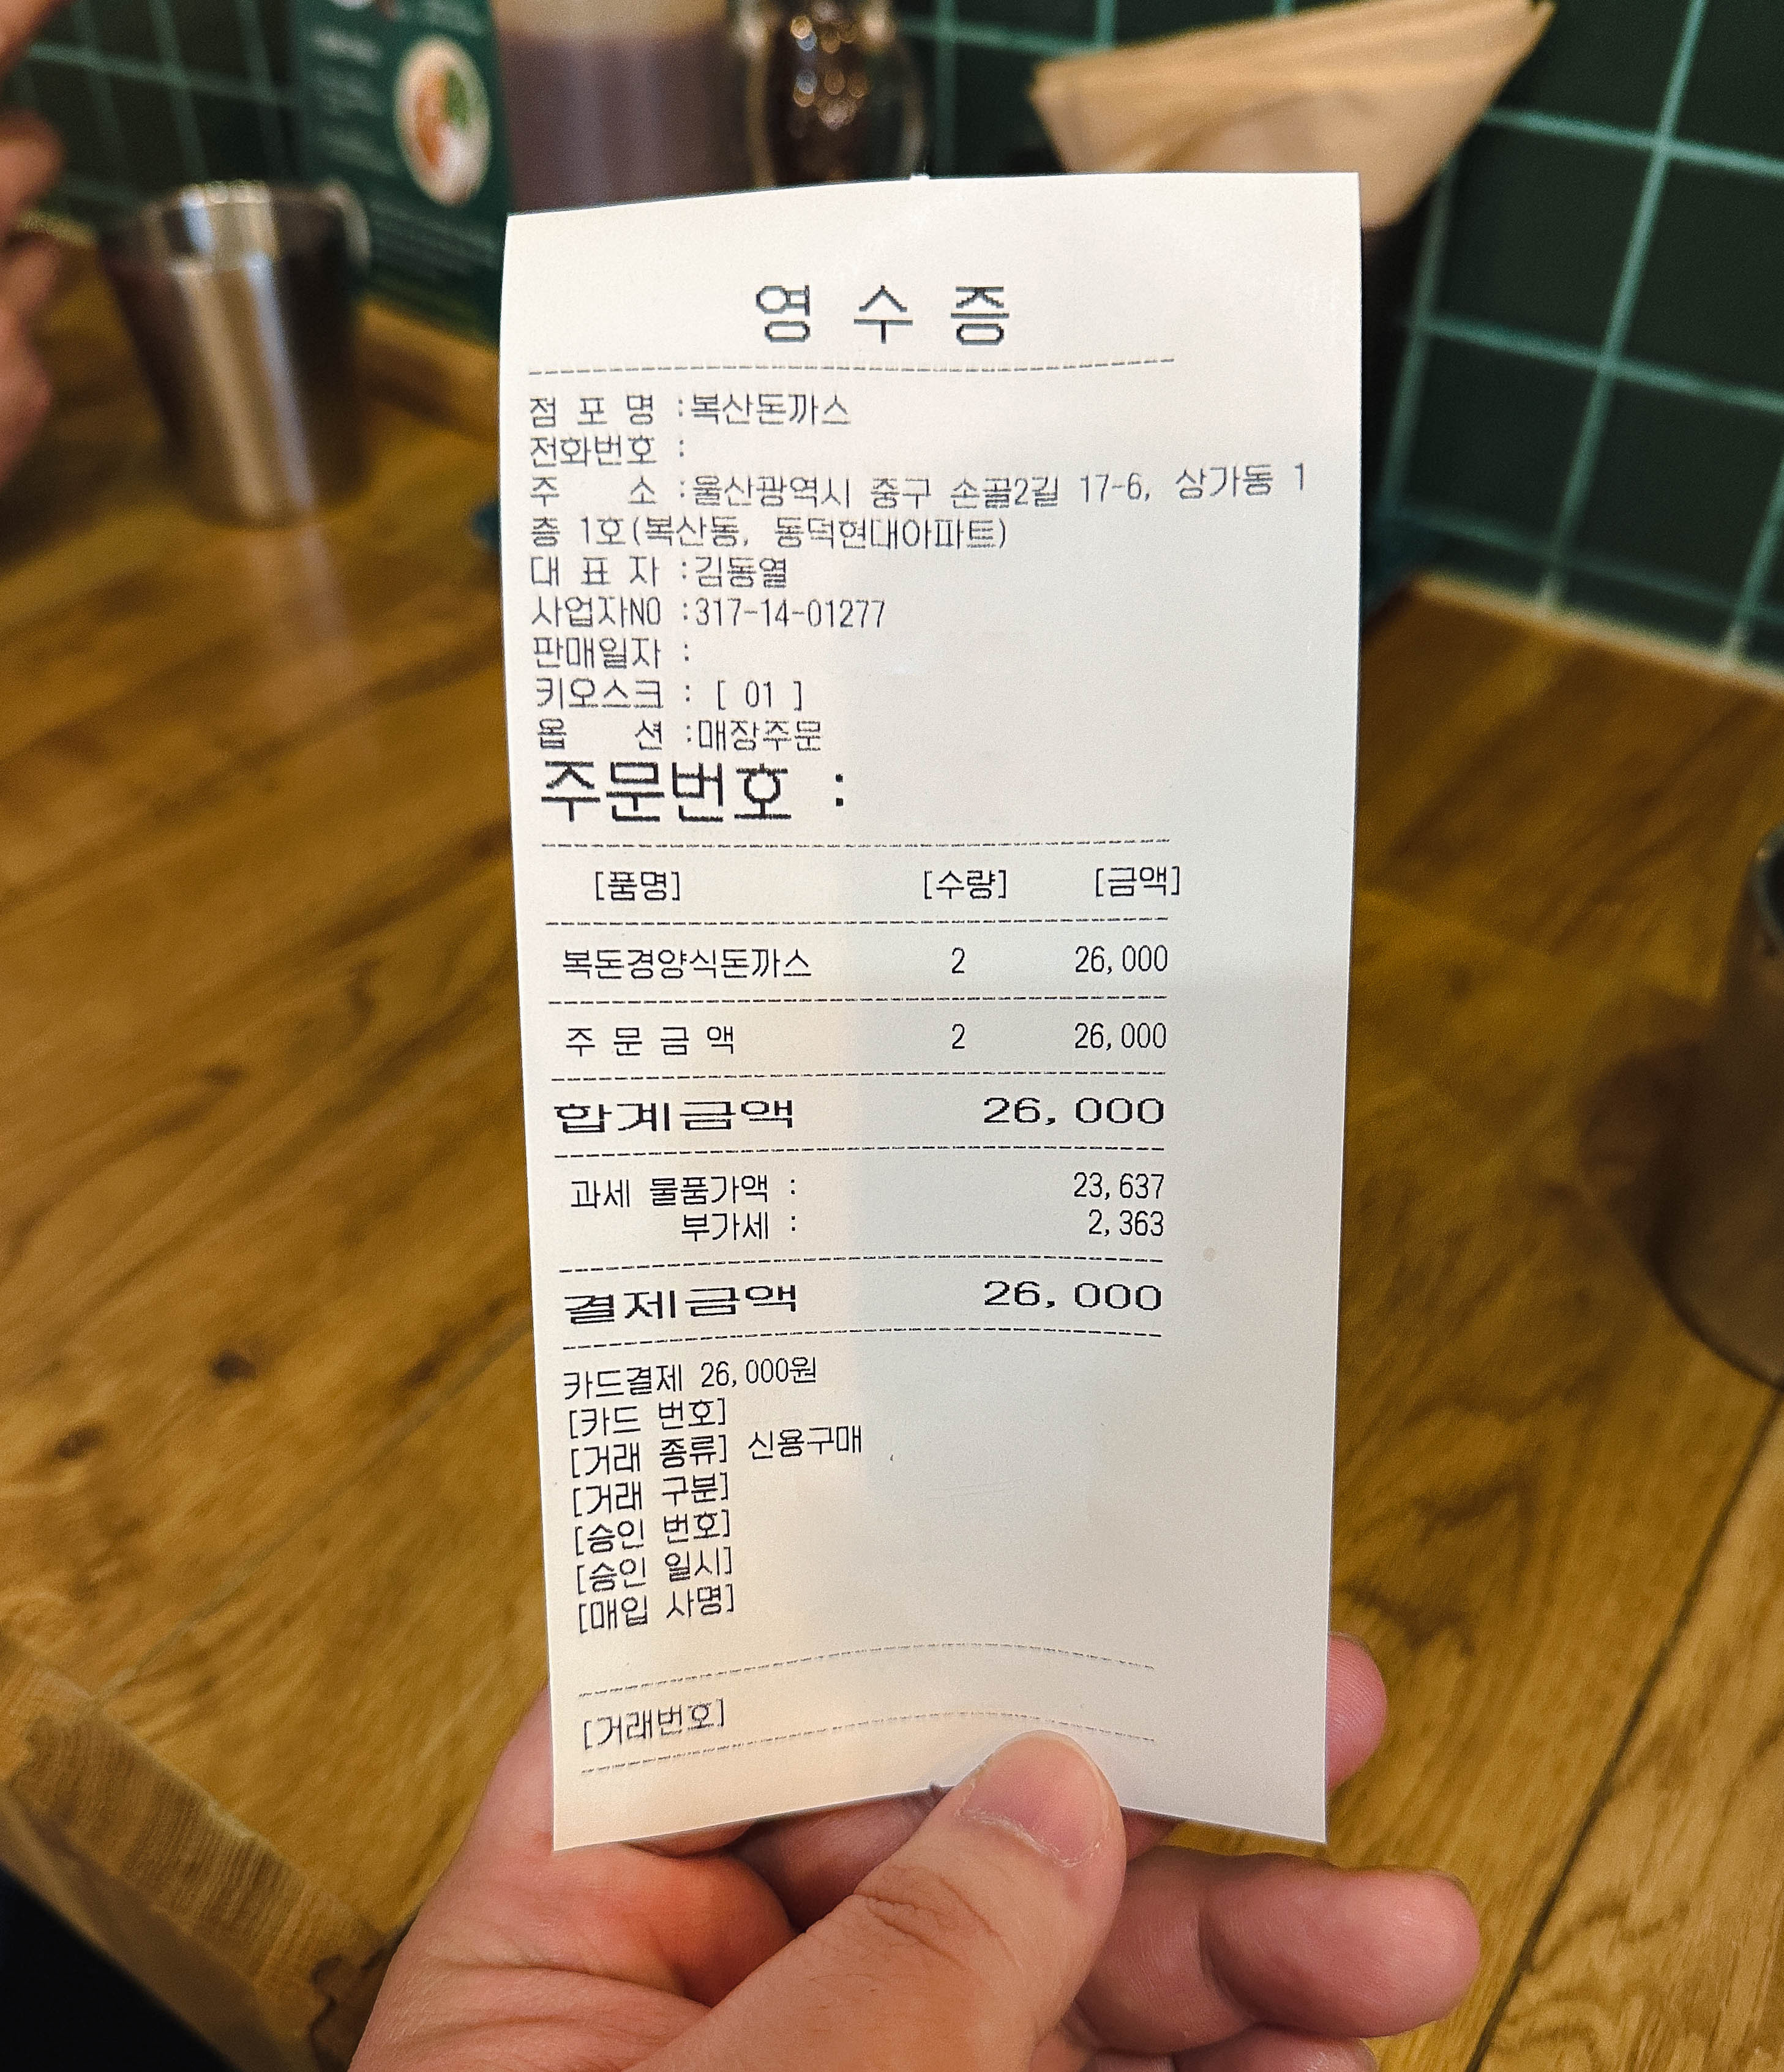 영 수 증
점 포 명 :복산돈까스
전화번호 :
주 소 :울산광역시 중구 손골2길 17-6, 상가동 1
층 1호(복산동, 동덕현대아파트)
대 표 자 :김동열
사업자NO :317-14-01277
판매일자 :
키오스크 : [ 01 ]
옵 션 :매장주문
주문번호 :
[품명] [수량] [금액]
복돈경양식돈까스 2 26,000
주 문 금 액 2 26,000
합계금액 26,000
과세 물품가액 : 23,637
부가세 : 2,363
결제금액 26,000
카드결제 26,000원
[카드 번호]
[거래 종류] 신용구매
[거래 구분]
[승인 번호]
[승인 일시]
[매입 사명]
[거래번호]